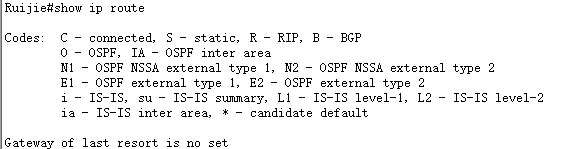 Ruijie#show ip route
Codes:  C - connected, S - static, R - RIP, B - BGP
O - OSPF, IA - OSPF inter area
N1 - OSPF NSSA external type 1, N2 - OSPF NSSA external type 2
E1 - OSPF external type 1, E2 - OSPF external type 2
i - IS-IS, su - IS-IS summary, L1 - IS-IS level-1, L2 - IS-IS level-2
ia - IS-IS inter area, * - candidate default
Gateway of last resort is no set